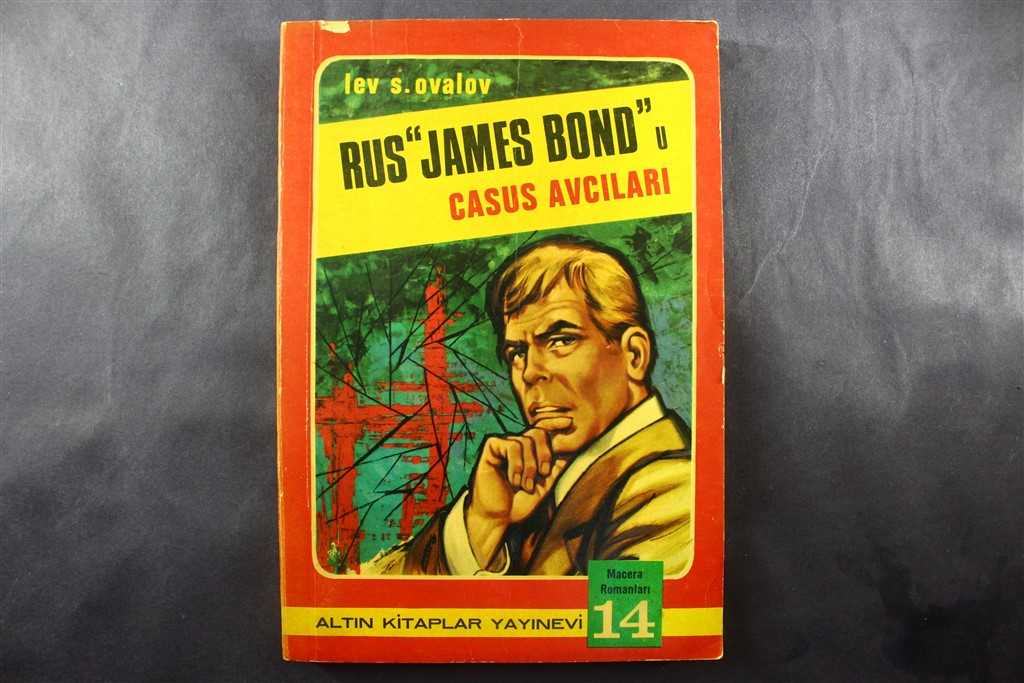 lev s. ovalov
RUS "JAMES BOND" u
CASUS AVCILARI
Macera
Romanları
14
ALTIN KİTAPLAR YAYINEVİ